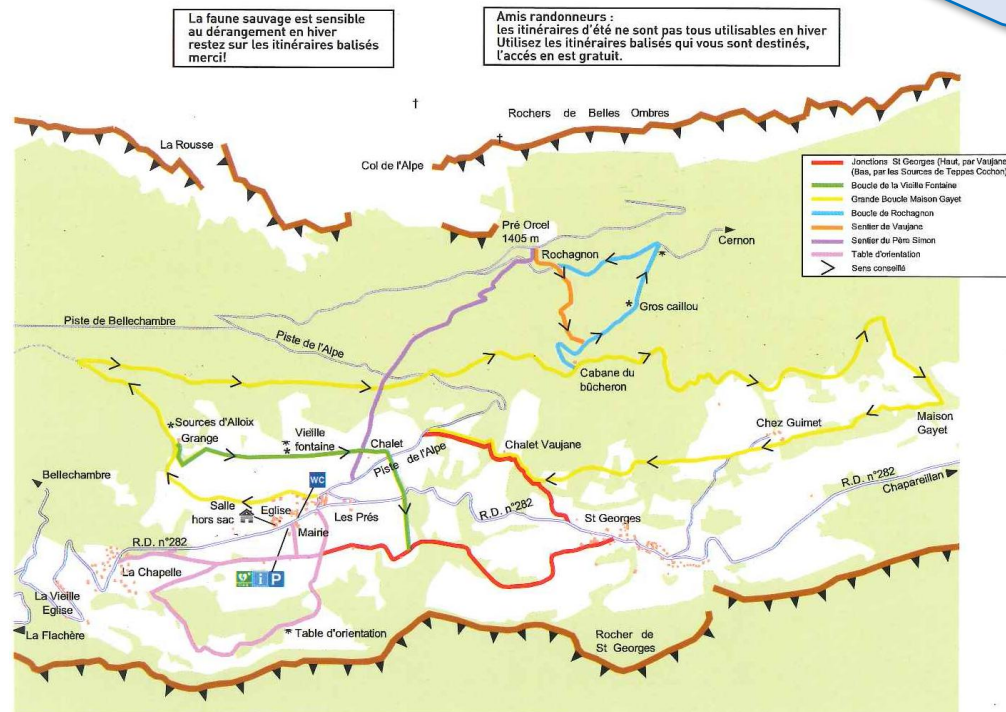 La faune sauvage est sensible
au dérangement en hiver
restez sur les itinéraires balisés
merci!
Amis randonneurs :
les itinéraires d'été ne sont pas tous utilisables en hiver
Utilisez les itinéraires balisés qui vous sont destinés,
l'accés en est gratuit.
Rochers de Belles Ombres
La Rousse
Col de l'Alpe
Jonctions St Georges (Haut, par Vaujane)
(Bas, par les Sources de Teppes Cochon)
Boucle de la Vieille Fontaine
Grande Boucle Maison Gayet
Boucle de Rochagnon
Sentier de Vaujane
Sentier du Père Simon
Table d'orientation
Sens conseillé
Pré Orcel
1405 m
Rochagnon
Cernon
* Gros caillou
Piste de Bellechambre
Piste de l'Alpe
Cabane du
bûcheron
*Sources d'Alloix
Grange
Vieille
* fontaine
Chalet
Piste de l'Alpe
Chalet Vaujane
Chez Guimet
Maison
Gayet
Bellechambre
WC
R.D. n°282
Chapareillan
Salle
hors sac
Eglise
Les Prés
R.D. n°282
St Georges
Mairie
R.D. n°282
La Chapelle
i P
La Vieille
Eglise
La Flachère
* Table d'orientation
Rocher de
St Georges